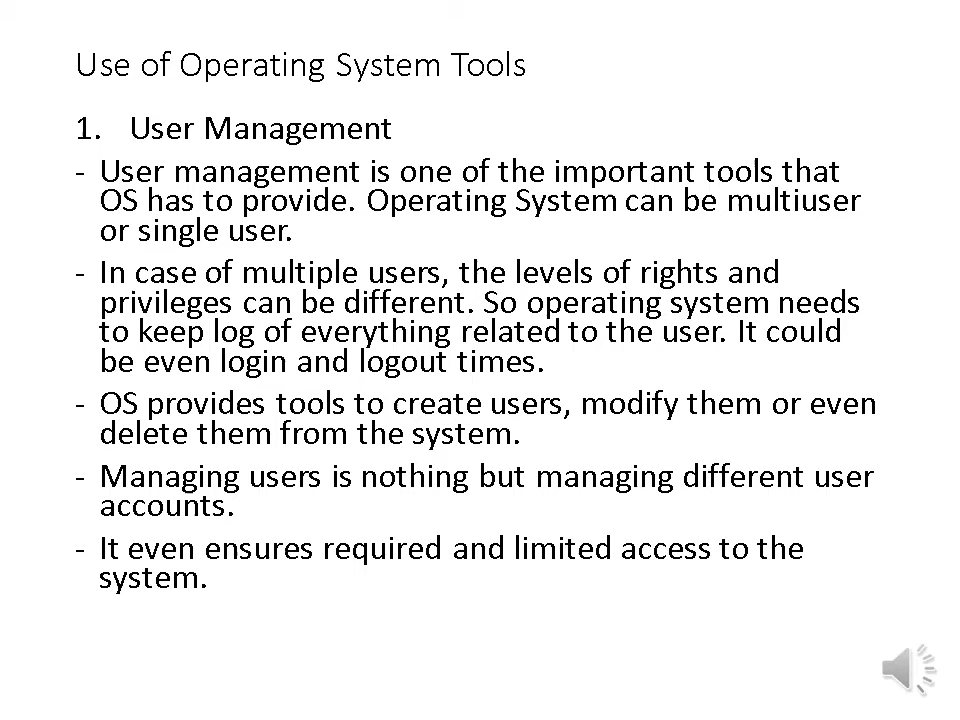 Use of Operating System Tools
1. User Management
- User management is one of the important tools that
OS has to provide. Operating System can be multiuser
or single user.
- In case of multiple users, the levels of rights and
privileges can be different. So operating system needs
to keep log of everything related to the user. It could
be even login and logout times.
- OS provides tools to create users, modify them or even
delete them from the system.
- Managing users is nothing but managing different user
accounts.
- It even ensures required and limited access to the
system.